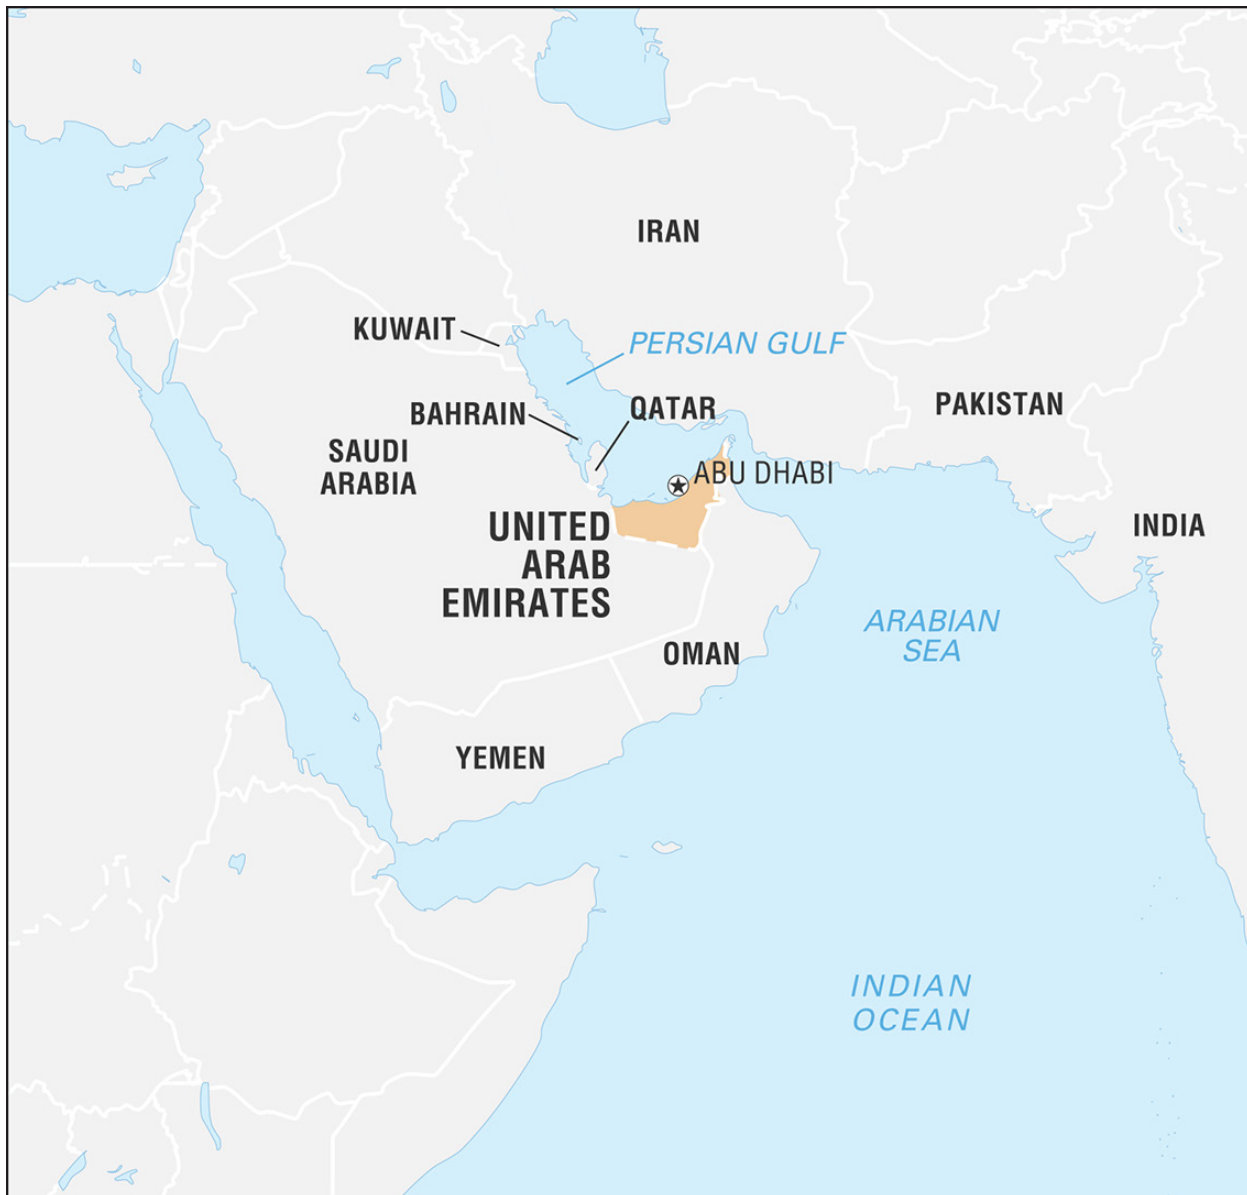 IRAN
KUWAIT
PERSIAN GULF
BAHRAIN
QATAR
PAKISTAN
SAUDI
ARABIA
ABU DHABI
UNITED
ARAB
EMIRATES
INDIA
ARABIAN
SEA
OMAN
YEMEN
INDIAN
OCEAN